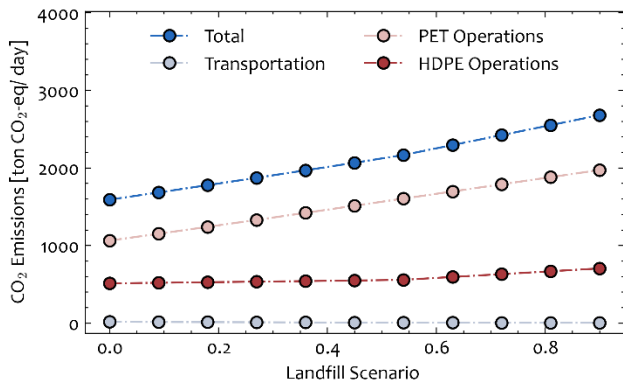 4000
3000
2000
1000
0
CO₂ Emissions [ton CO₂-eq/ day]
Total
Transportation
PET Operations
HDPE Operations
0.0
0.2
0.4
0.6
0.8
Landfill Scenario